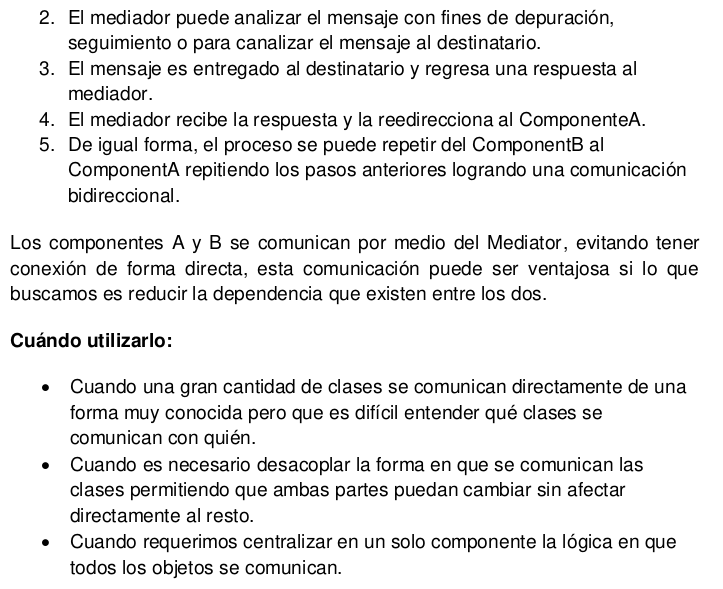 2. El mediador puede analizar el mensaje con fines de depuración,
seguimiento o para canalizar el mensaje al destinatario.
3. El mensaje es entregado al destinatario y regresa una respuesta al
mediador.
4. El mediador recibe la respuesta y la reedirecciona al ComponenteA.
5. De igual forma, el proceso se puede repetir del ComponentB al
ComponentA repitiendo los pasos anteriores logrando una comunicación
bidireccional.
Los componentes A y B se comunican por medio del Mediator, evitando tener
conexión de forma directa, esta comunicación puede ser ventajosa si lo que
buscamos es reducir la dependencia que existen entre los dos.
Cuándo utilizarlo:
• Cuando una gran cantidad de clases se comunican directamente de una
forma muy conocida pero que es difícil entender qué clases se
comunican con quién.
• Cuando es necesario desacoplar la forma en que se comunican las
clases permitiendo que ambas partes puedan cambiar sin afectar
directamente al resto.
• Cuando requerimos centralizar en un solo componente la lógica en que
todos los objetos se comunican.